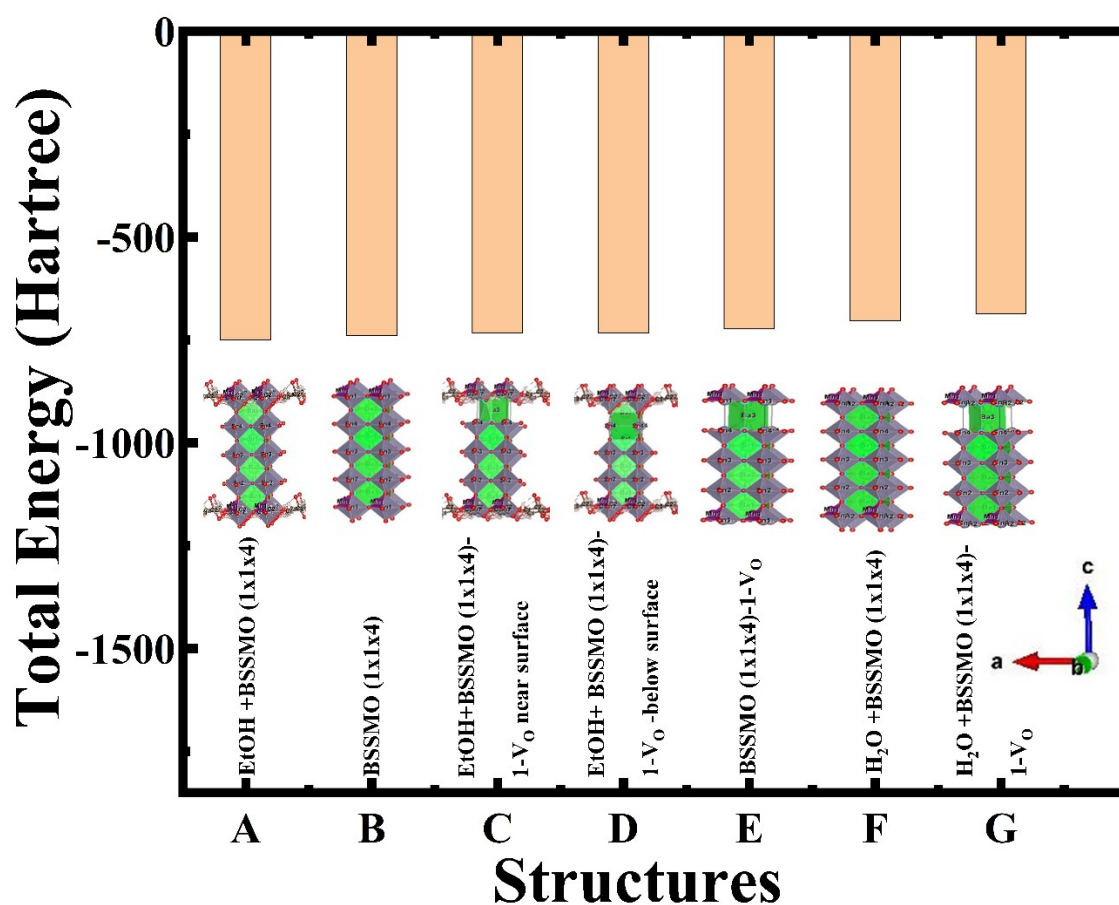 Total Energy (Hartree)
0
-500
-1000
-1500
EtOH +BSSMO (1x1x4)
BSSMO (1x1x4)
EtOH+BSSMO (1x1x4)-
1-VO near surface
EtOH+ BSSMO (1x1x4)-
1-VO -below surface
BSSMO (1x1x4)-1-VO
H2O +BSSMO (1x1x4)
H2O +BSSMO (1x1x4)-
1-VO
c
a
b
A B C D E F G
Structures